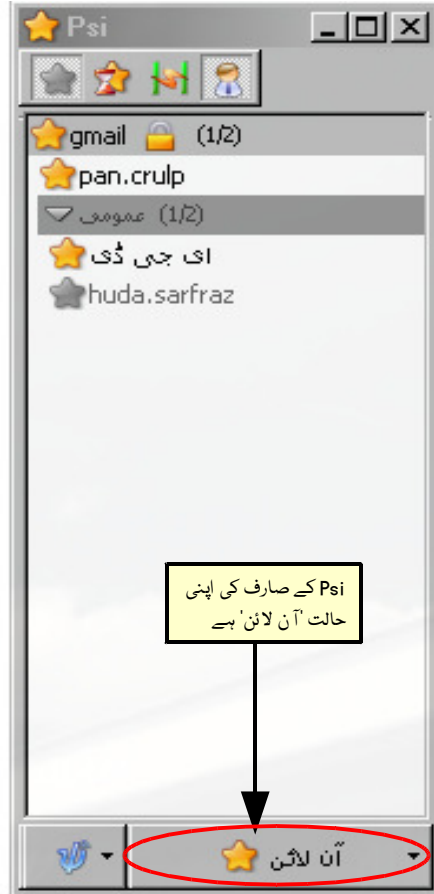 Psi
gmail (1/2)
pan.crulp
عمومی (1/2)
ای جی ڈی
huda.sarfraz
Psi کے صارف کی اپنی
حالت 'آن لائن' ہے
آن لائن